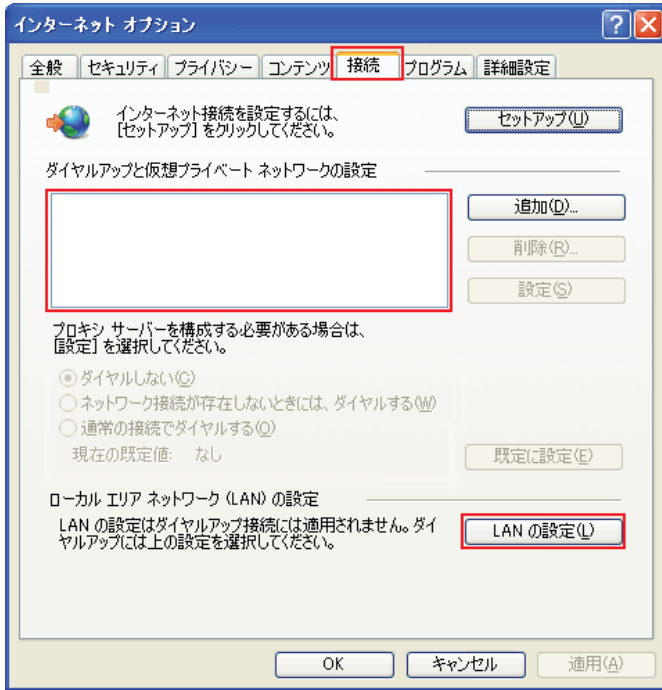 インターネット オプション
全般 セキュリティ プライバシー コンテンツ 接続 プログラム 詳細設定
インターネット接続を設定するには、
[セットアップ] をクリックしてください。
セットアップ(U)
ダイヤルアップと仮想プライベート ネットワークの設定
追加(D)...
削除(R)...
設定(S)
プロキシ サーバーを構成する必要がある場合は、
[設定] を選択してください。
ダイヤルしない(C)
ネットワーク接続が存在しないときには、ダイヤルする(W)
通常の接続でダイヤルする(O)
現在の既定値: なし
既定に設定(E)
ローカル エリア ネットワーク (LAN) の設定
LAN の設定はダイヤルアップ接続には適用されません。ダイ
ヤルアップには上の設定を選択してください。
LAN の設定(L)
OK キャンセル 適用(A)